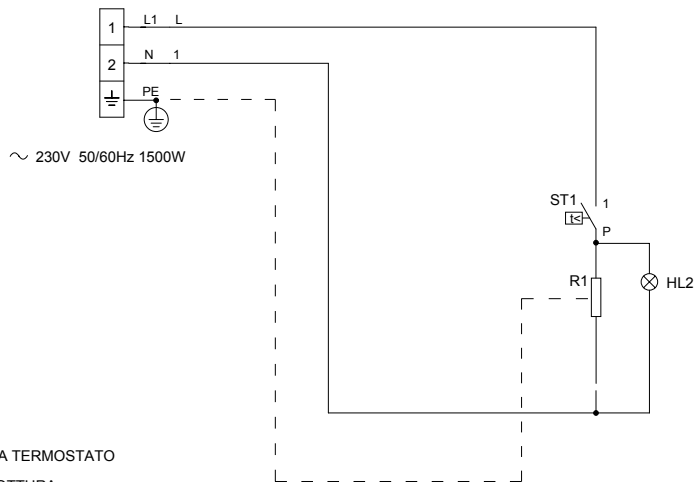 1 L1 L
2 N 1
PE
~ 230V 50/60Hz 1500W
ST1 1
t<
P
R1
HL2
A TERMOSTATO